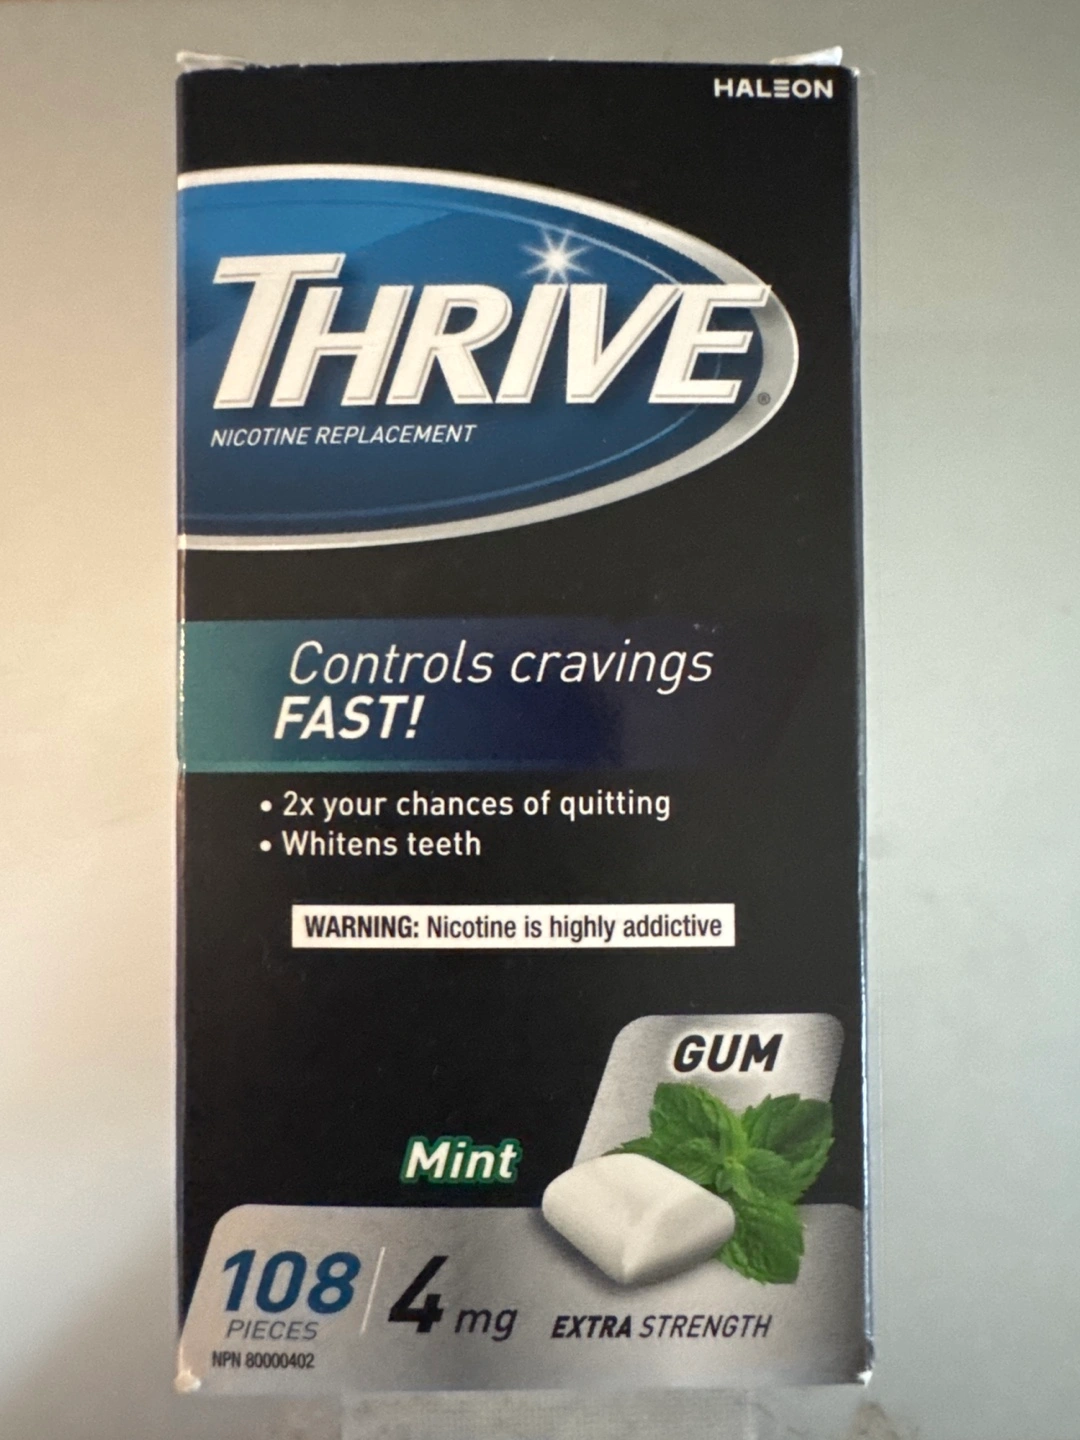 HALEON
THRIVE®
NICOTINE REPLACEMENT
Controls cravings
FAST!
• 2x your chances of quitting
• Whitens teeth
WARNING: Nicotine is highly addictive
GUM
Mint
108
PIECES
4 mg
EXTRA STRENGTH
NPN 80000402